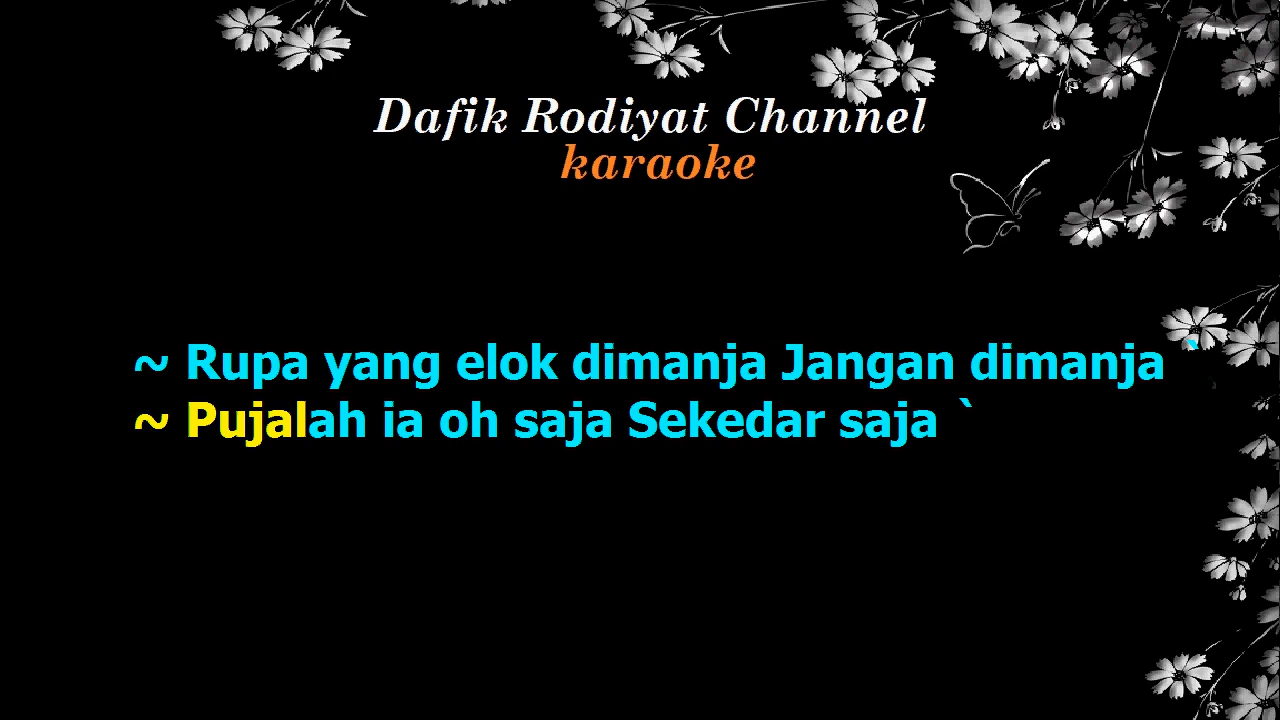 Dafik Rodiyat Channel
karaoke
~ Rupa yang elok dimanja Jangan dimanja `
~ Pujalah ia oh saja Sekedar saja `